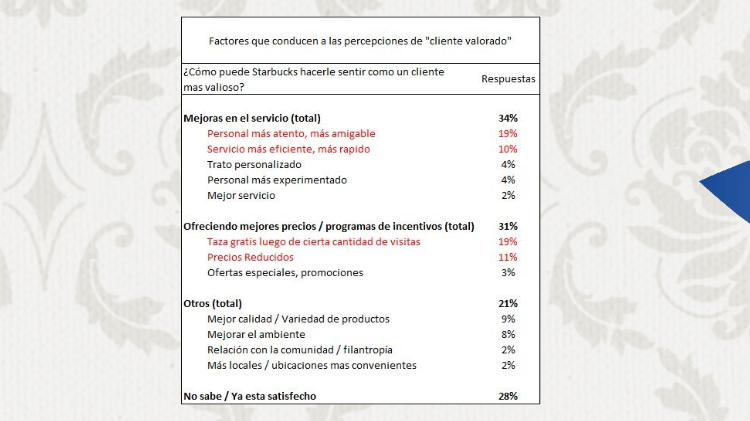 Factores que conducen a las percepciones de "cliente valorado"
¿Cómo puede Starbucks hacerle sentir como un cliente
mas valioso?
Respuestas
Mejoras en el servicio (total) 34%
Personal más atento, más amigable 19%
Servicio más eficiente, más rapido 10%
Trato personalizado 4%
Personal más experimentado 4%
Mejor servicio 2%
Ofreciendo mejores precios / programas de incentivos (total) 31%
Taza gratis luego de cierta cantidad de visitas 19%
Precios Reducidos 11%
Ofertas especiales, promociones 3%
Otros (total) 21%
Mejor calidad / Variedad de productos 9%
Mejorar el ambiente 8%
Relación con la comunidad / filantropía 2%
Más locales / ubicaciones mas convenientes 2%
No sabe / Ya esta satisfecho 28%